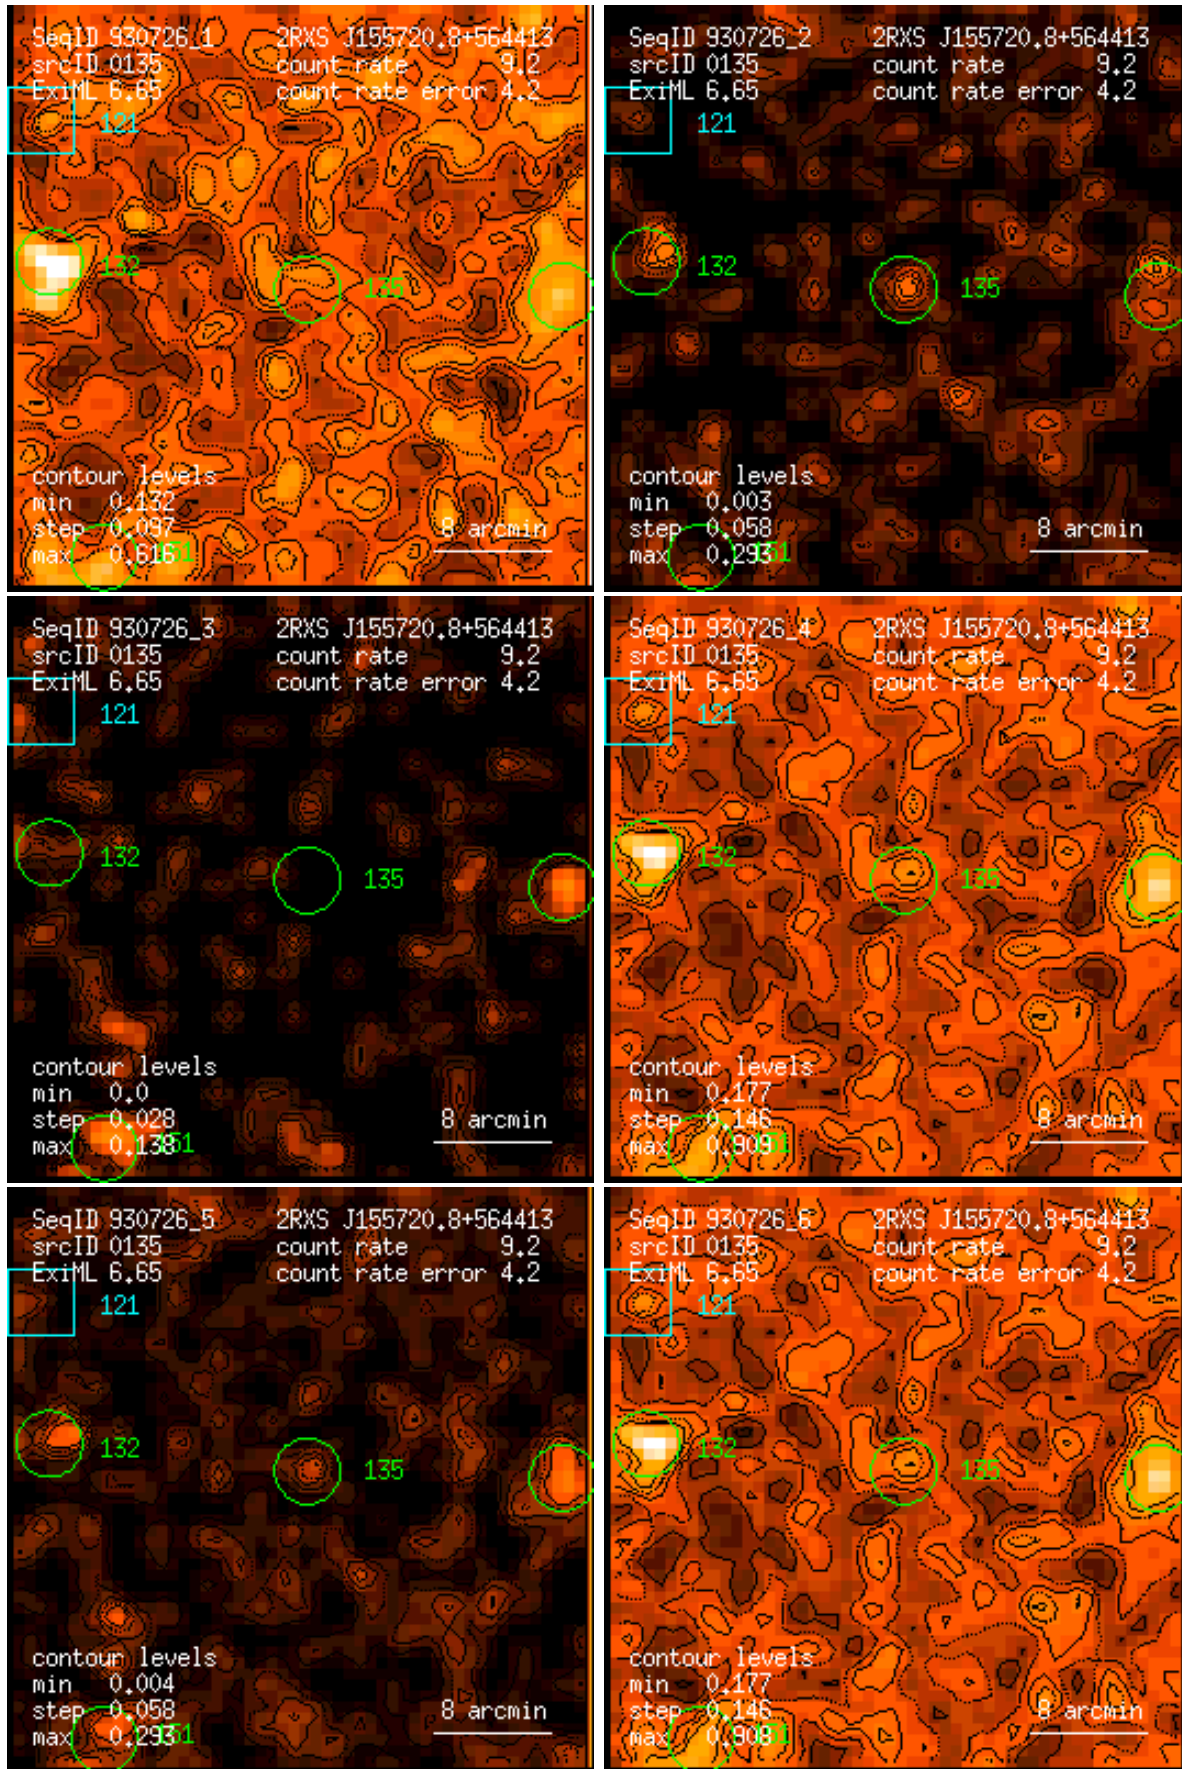 SeqID 930726_1 2RXS J155720.8+564413
srcID 0135 count rate 9.2
ExiML 6.65 count rate error 4.2
121
132
135
contour levels
min 0.132
step 0.097 8 arcmin
max 0.616 151
SeqID 930726_2 2RXS J155720.8+564413
srcID 0135 count rate 9.2
ExiML 6.65 count rate error 4.2
121
132
135
contour levels
min 0.003
step 0.058 8 arcmin
max 0.293 151
SeqID 930726_3 2RXS J155720.8+564413
srcID 0135 count rate 9.2
ExiML 6.65 count rate error 4.2
121
132
135
contour levels
min 0.0
step 0.028 8 arcmin
max 0.138 151
SeqID 930726_4 2RXS J155720.8+564413
srcID 0135 count rate 9.2
ExiML 6.65 count rate error 4.2
121
132
135
contour levels
min 0.177
step 0.146 8 arcmin
max 0.909 151
SeqID 930726_5 2RXS J155720.8+564413
srcID 0135 count rate 9.2
ExiML 6.65 count rate error 4.2
121
132
135
contour levels
min 0.004
step 0.058 8 arcmin
max 0.293 151
SeqID 930726_6 2RXS J155720.8+564413
srcID 0135 count rate 9.2
ExiML 6.65 count rate error 4.2
121
132
135
contour levels
min 0.177
step 0.146 8 arcmin
max 0.908 151